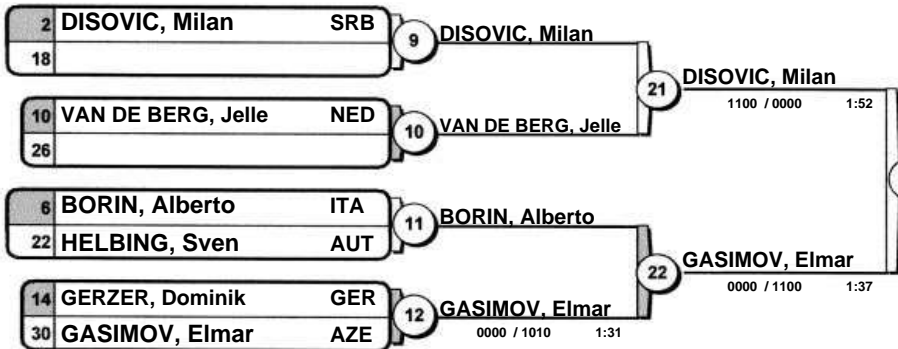 2 DISOVIC, Milan SRB
18
9 DISOVIC, Milan
10 VAN DE BERG, Jelle NED
26
10 VAN DE BERG, Jelle
21 DISOVIC, Milan
1100 / 0000 1:52
6 BORIN, Alberto ITA
22 HELBING, Sven AUT
11 BORIN, Alberto
14 GERZER, Dominik GER
30 GASIMOV, Elmar AZE
12 GASIMOV, Elmar
0000 / 1010 1:31
22 GASIMOV, Elmar
0000 / 1100 1:37